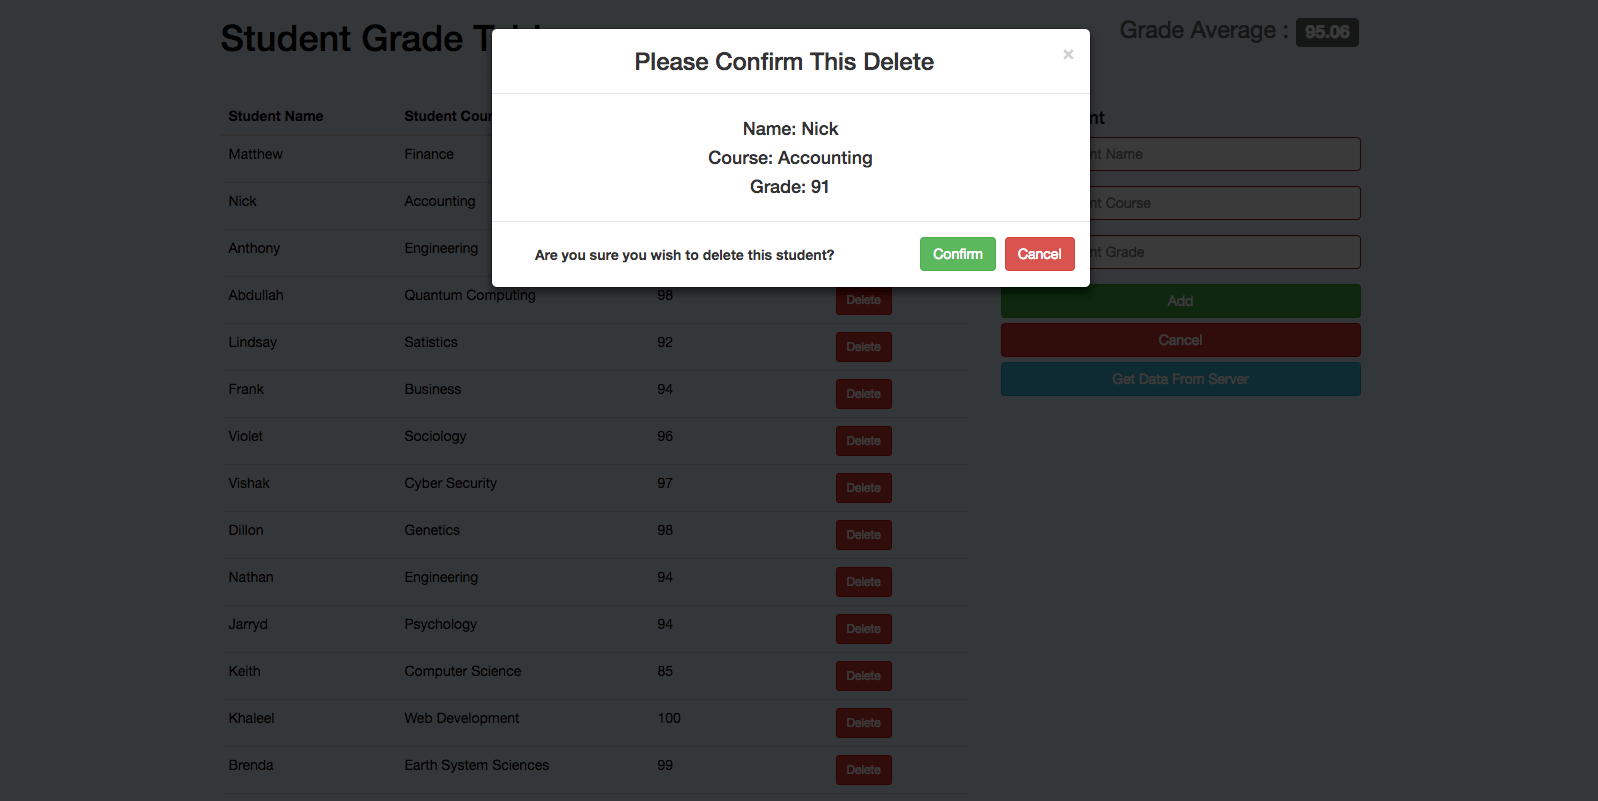 Student Grade
Grade Average : 95.06
Please Confirm This Delete
×
Name: Nick
Course: Accounting
Grade: 91
Are you sure you wish to delete this student?
Confirm Cancel
Student Name Student
Matthew Finance
Nick Accounting
Anthony Engineering
Abdullah Quantum Computing 98 Delete
Lindsay Satistics 92 Delete
Frank Business 94 Delete
Violet Sociology 96 Delete
Vishak Cyber Security 97 Delete
Dillon Genetics 98 Delete
Nathan Engineering 94 Delete
Jarryd Psychology 94 Delete
Keith Computer Science 85 Delete
Khaleel Web Development 100 Delete
Brenda Earth System Sciences 99 Delete
Name
Course
Grade
Add
Cancel
Get Data From Server